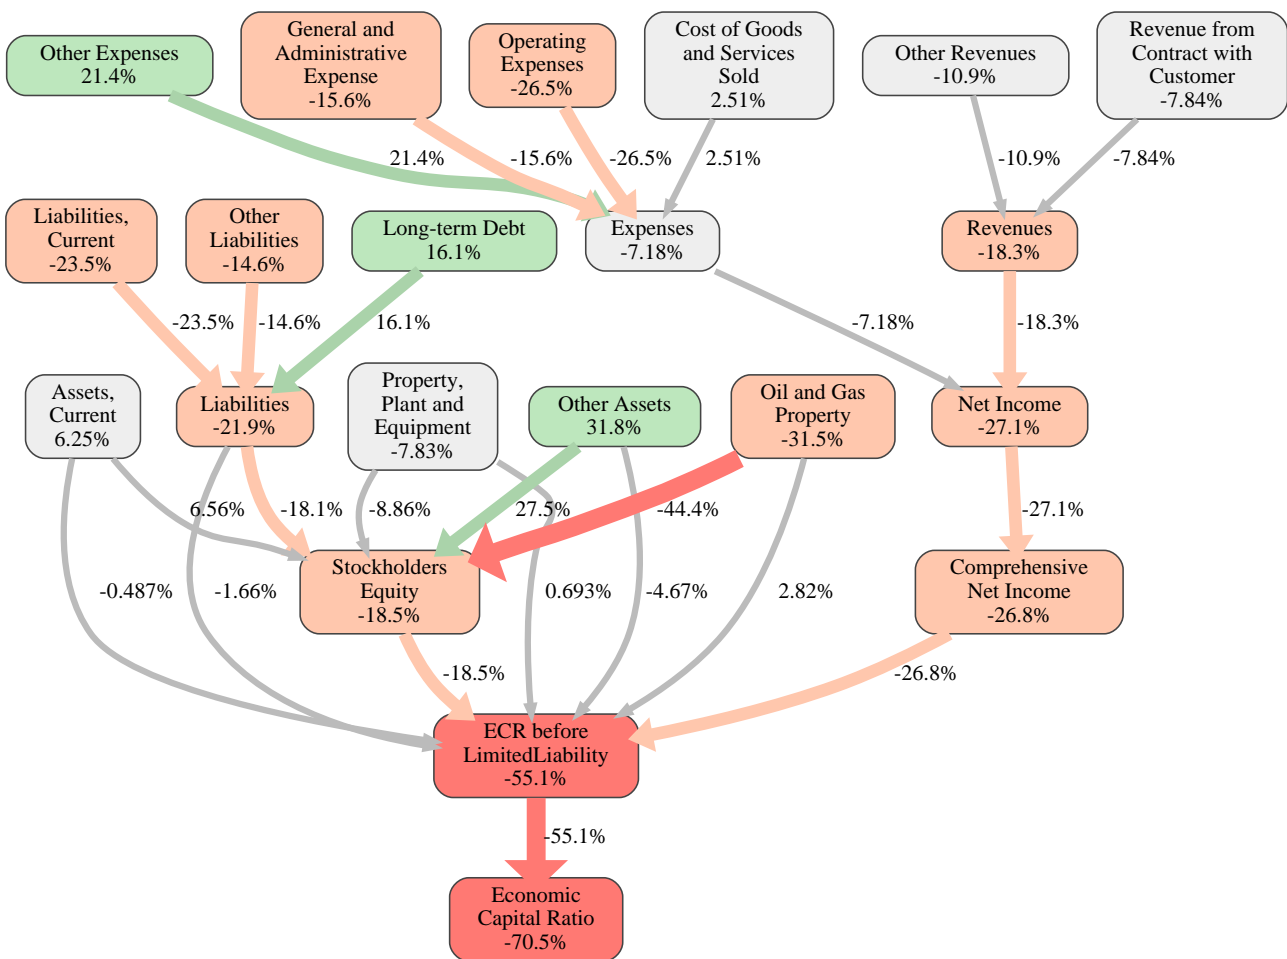 Other Expenses
21.4%
General and
Administrative
Expense
-15.6%
Operating
Expenses
-26.5%
Cost of Goods
and Services
Sold
2.51%
Other Revenues
-10.9%
Revenue from
Contract with
Customer
-7.84%
21.4%
-15.6%
-26.5%
2.51%
-10.9%
-7.84%
Liabilities,
Current
-23.5%
Other
Liabilities
-14.6%
Long-term Debt
16.1%
Expenses
-7.18%
Revenues
-18.3%
-23.5%
-14.6%
16.1%
-7.18%
-18.3%
Assets,
Current
6.25%
Liabilities
-21.9%
Property,
Plant and
Equipment
-7.83%
Other Assets
31.8%
Oil and Gas
Property
-31.5%
Net Income
-27.1%
6.56%
-18.1%
-8.86%
27.5%
-44.4%
-27.1%
Stockholders
Equity
-18.5%
Comprehensive
Net Income
-26.8%
-0.487%
-1.66%
0.693%
-4.67%
2.82%
-18.5%
-26.8%
ECR before
LimitedLiability
-55.1%
-55.1%
Economic
Capital Ratio
-70.5%